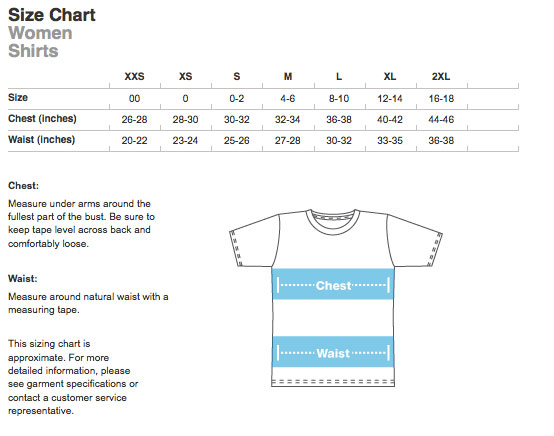 Size Chart
Women
Shirts
XXS XS S M L XL 2XL
Size 00 0 0-2 4-6 8-10 12-14 16-18
Chest (inches) 26-28 28-30 30-32 32-34 36-38 40-42 44-46
Waist (inches) 20-22 23-24 25-26 27-28 30-32 33-35 36-38
Chest:
Measure under arms around the
fullest part of the bust. Be sure to
keep tape level across back and
comfortably loose.
Waist:
Measure around natural waist with a
measuring tape.
This sizing chart is
approximate. For more
detailed information, please
see garment specifications or
contact a customer service
representative.
Chest
Waist